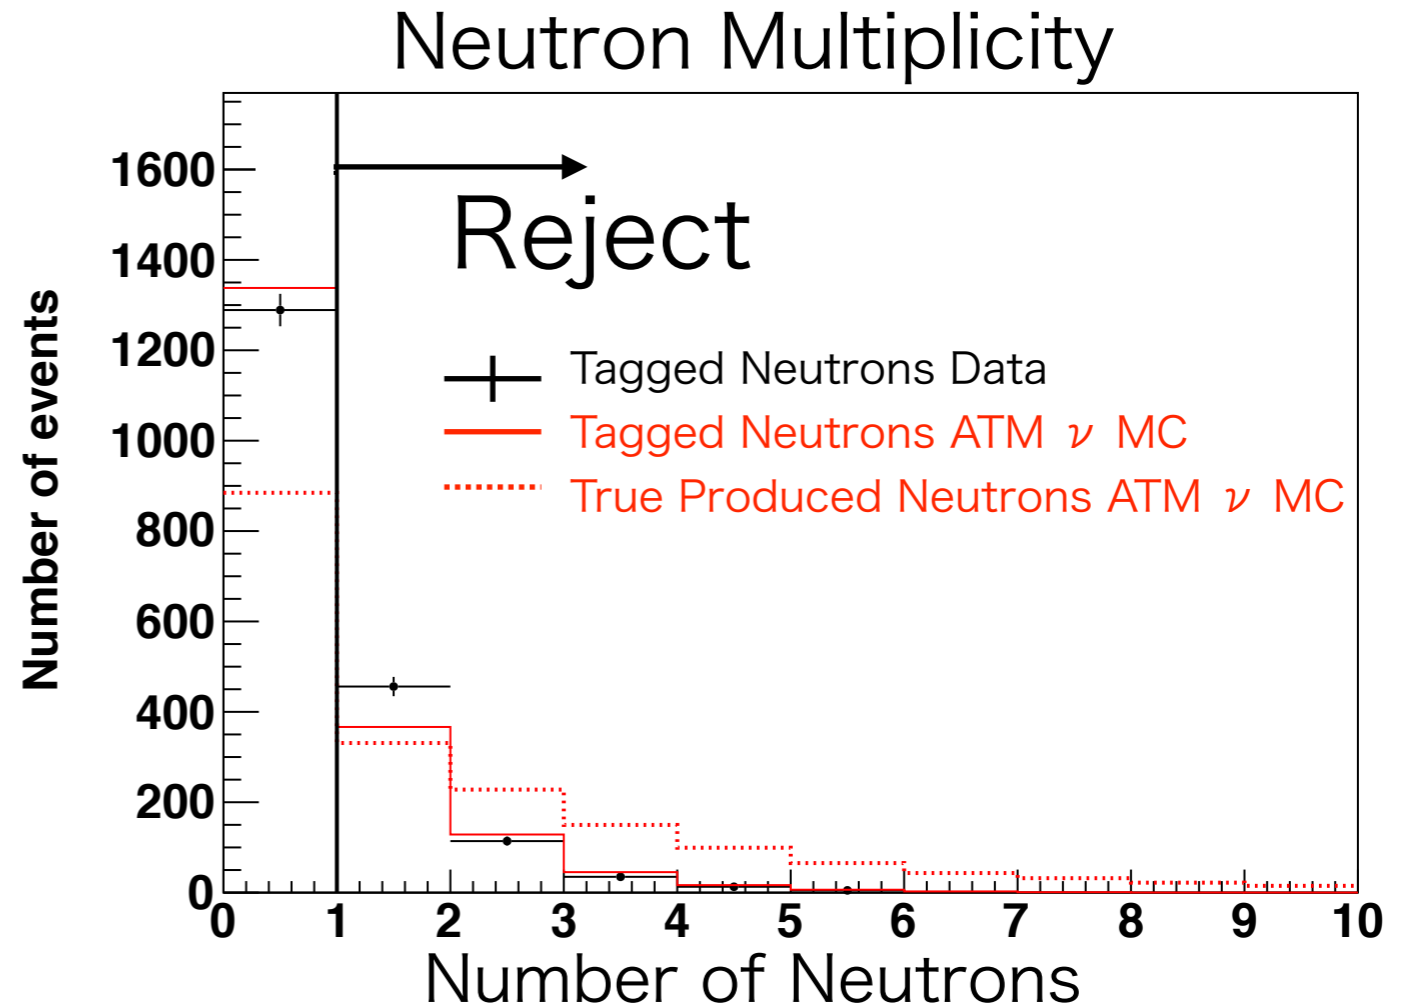 Neutron Multiplicity
1600
1400
1200
1000
800
600
400
200
0
Number of events
Reject
Tagged Neutrons Data
Tagged Neutrons ATM ν MC
True Produced Neutrons ATM ν MC
0 1 2 3 4 5 6 7 8 9 10
Number of Neutrons